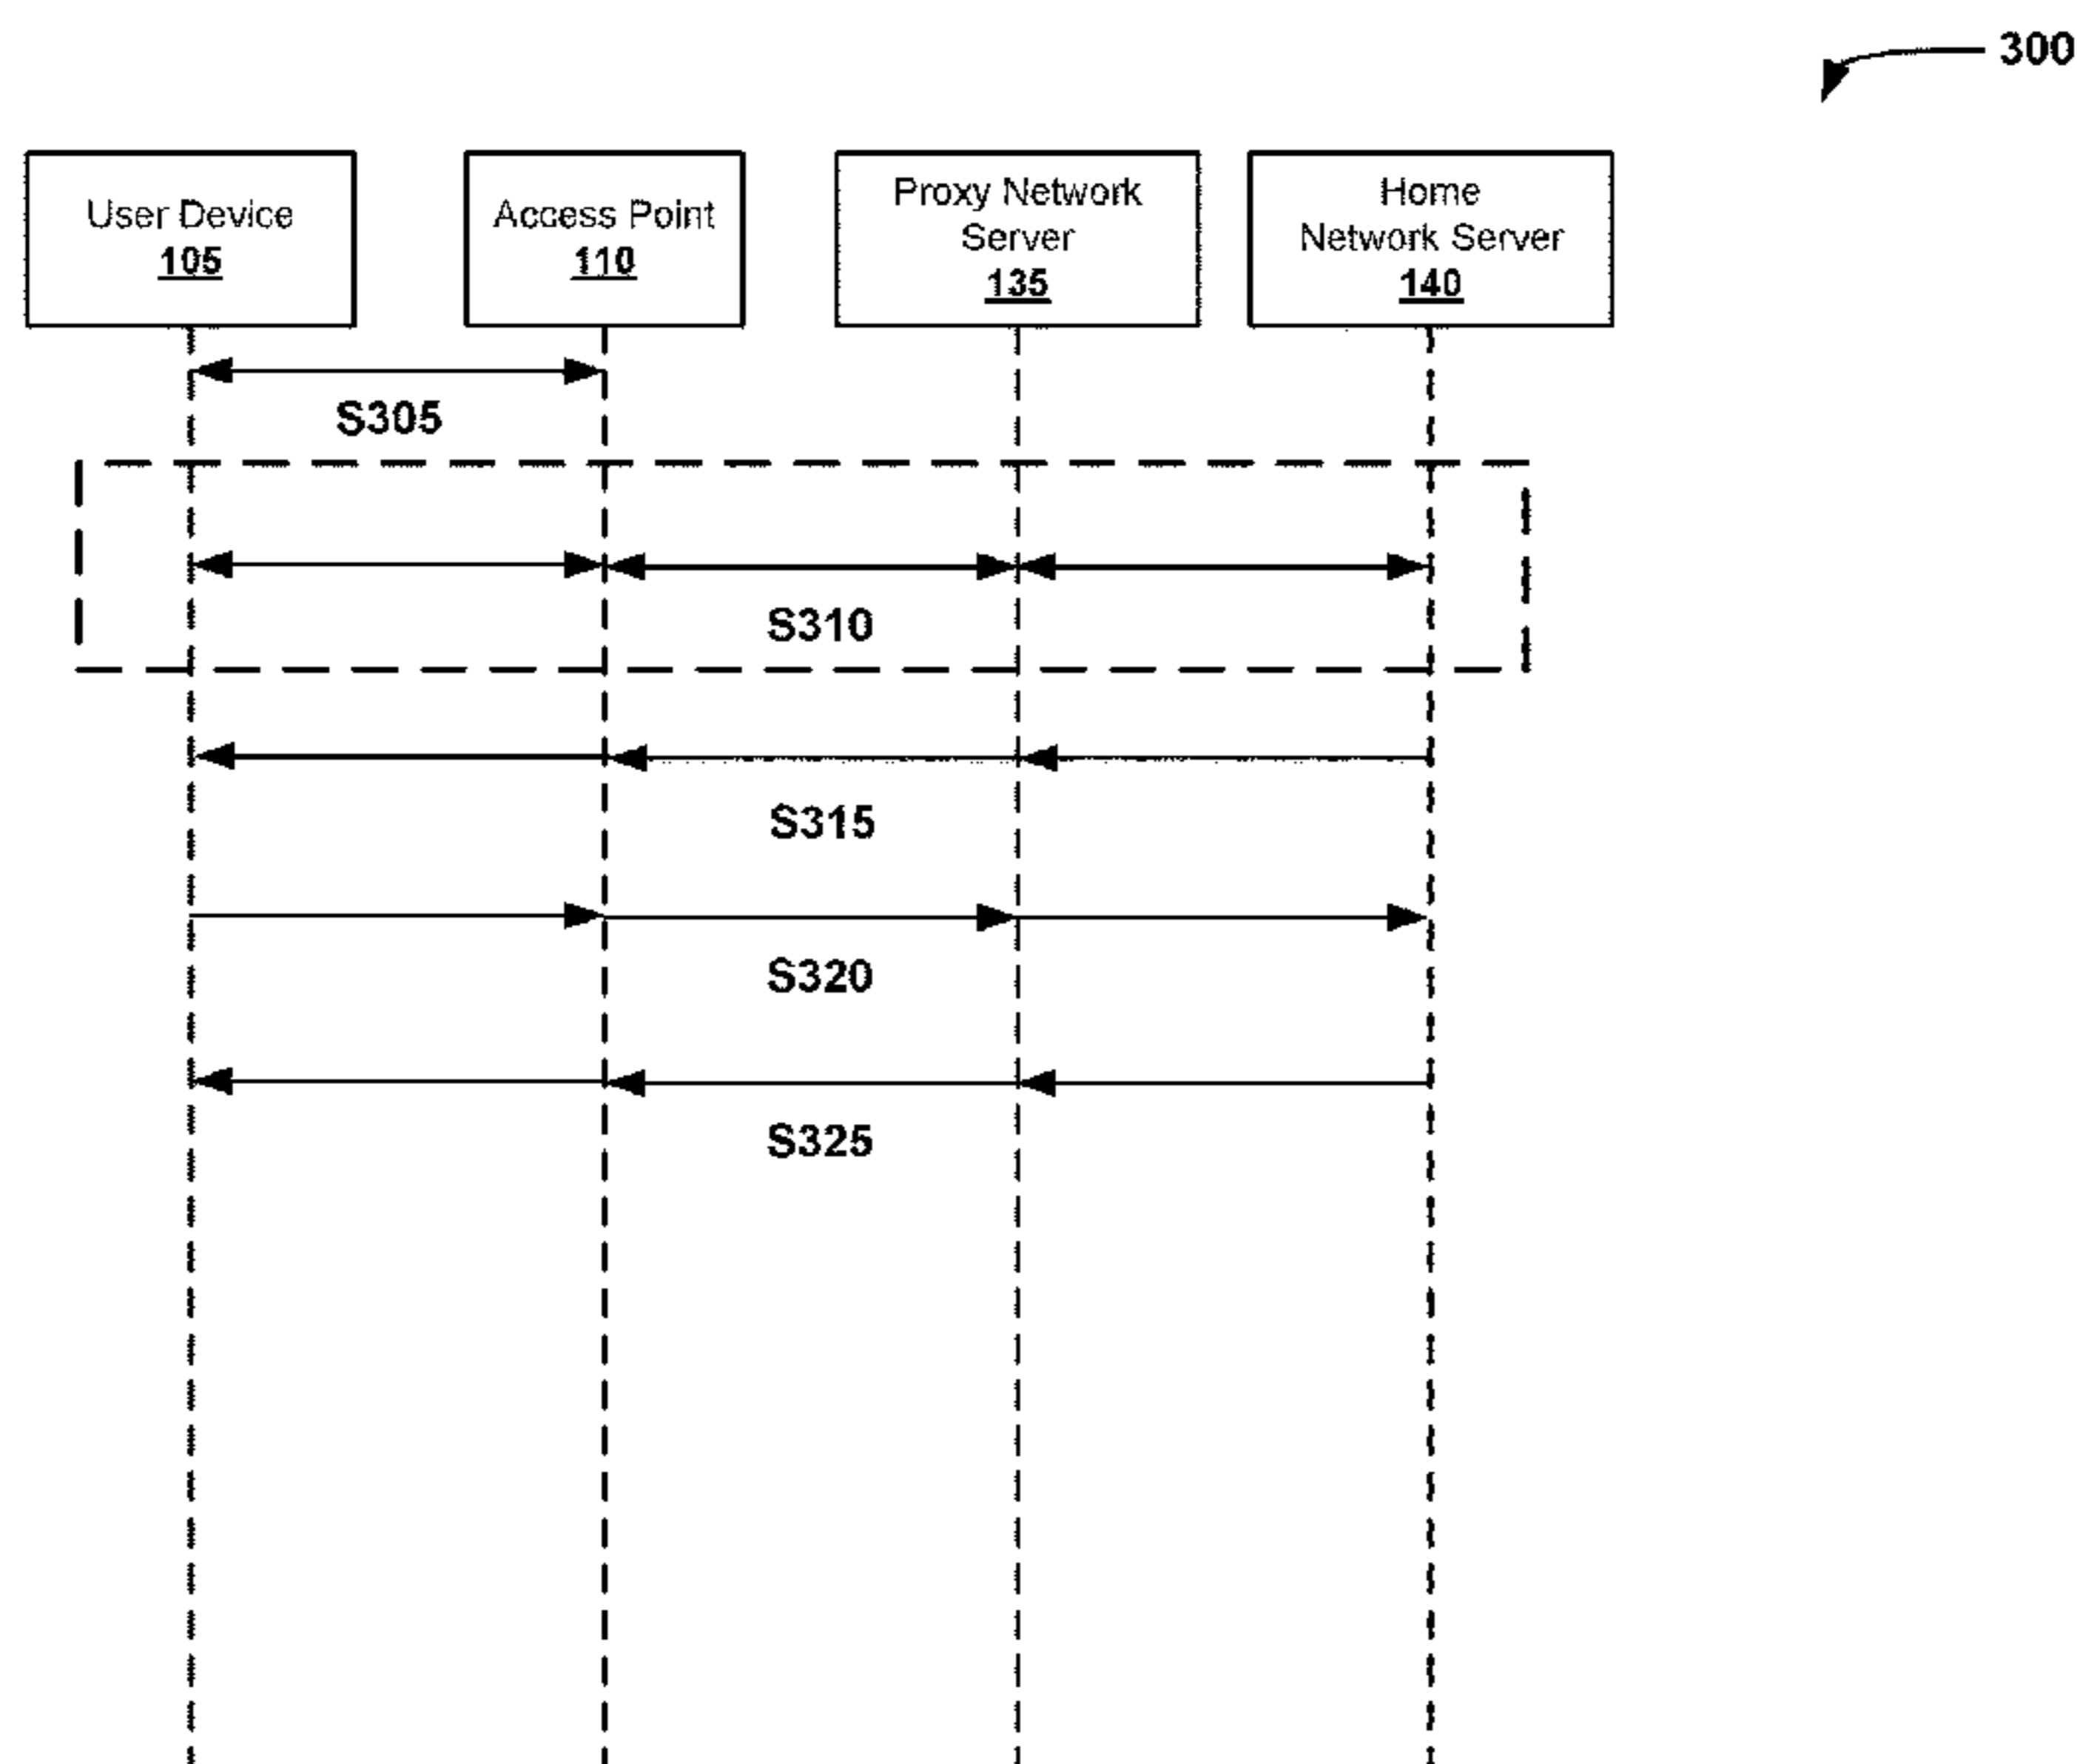 300
User Device
105
Access Point
110
Proxy Network
Server
135
Home
Network Server
140
S305
S310
S315
S320
S325